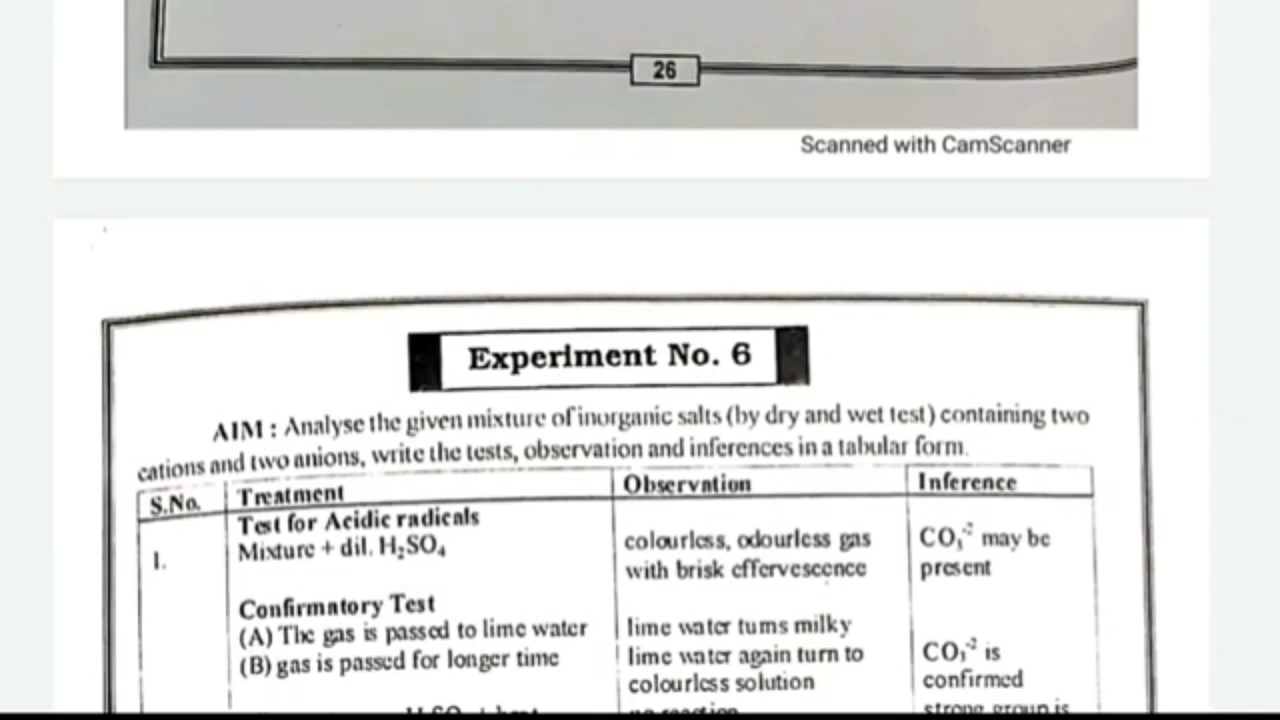 26
Scanned with CamScanner
Experiment No. 6
AIM : Analyse the given mixture of inorganic salts (by dry and wet test) containing two
cations and two anions, write the tests, observation and inferences in a tabular form.
S.No. Treatment Observation Inference
Test for Acidic radicals
1. Mixture + dil. H₂SO₄ colourless, odourless gas CO₃⁻² may be
with brisk effervescence present
Confirmatory Test
(A) The gas is passed to lime water lime water turns milky
(B) gas is passed for longer time lime water again turn to CO₃⁻² is
colourless solution confirmed
no reaction strong group is